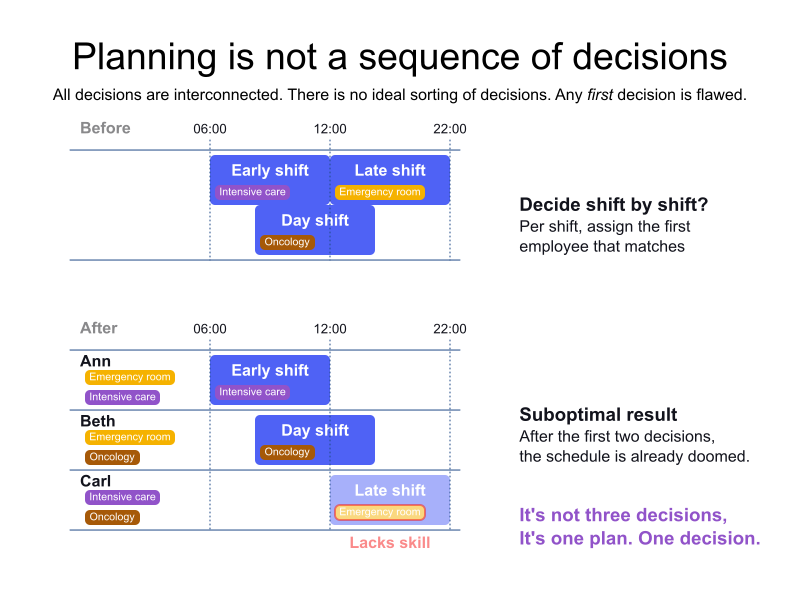 Planning is not a sequence of decisions
All decisions are interconnected. There is no ideal sorting of decisions. Any first decision is flawed.
Before
06:00
12:00
22:00
Early shift
Intensive care
Late shift
Emergency room
Day shift
Oncology
Decide shift by shift?
Per shift, assign the first
employee that matches
After
06:00
12:00
22:00
Ann
Emergency room
Intensive care
Early shift
Intensive care
Beth
Emergency room
Oncology
Day shift
Oncology
Carl
Intensive care
Oncology
Late shift
Emergency room
Lacks skill
Suboptimal result
After the first two decisions,
the schedule is already doomed.
It's not three decisions,
It's one plan. One decision.